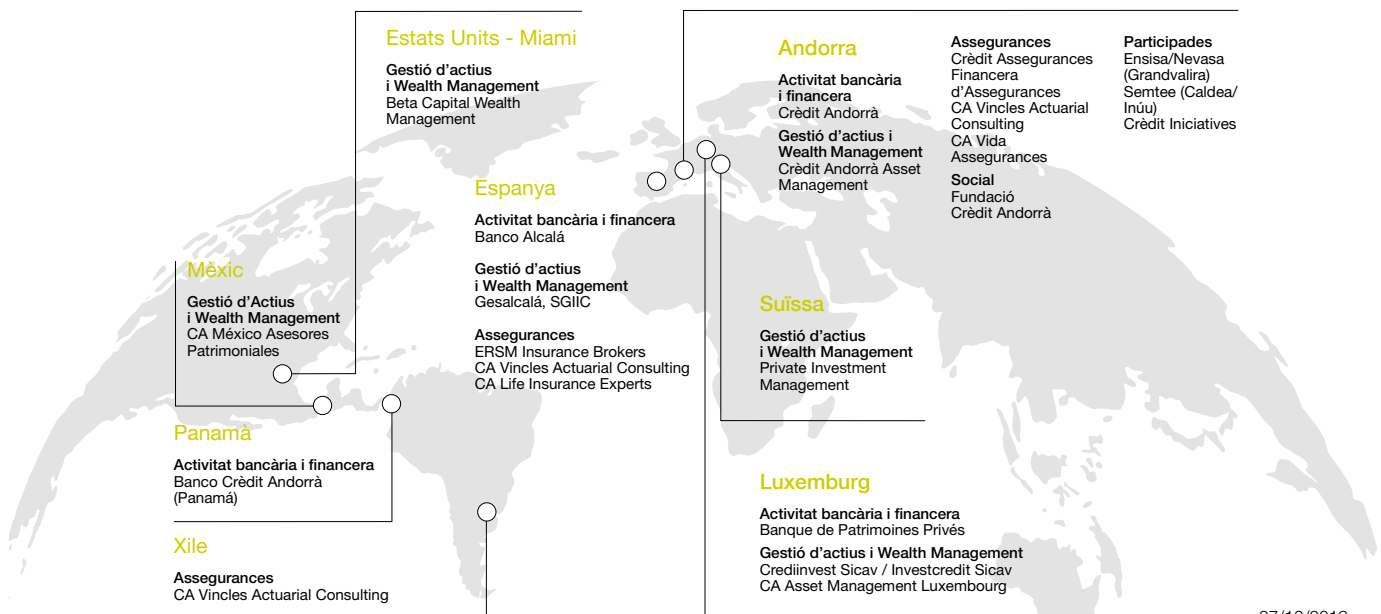 Estats Units - Miami
Gestió d'actius
i Wealth Management
Beta Capital Wealth
Management
Andorra
Activitat bancària
i financera
Crèdit Andorrà
Gestió d'actius i
Wealth Management
Crèdit Andorrà Asset
Management
Assegurances
Crèdit Assegurances
Financera
d'Assegurances
CA Vincles Actuarial
Consulting
CA Vida
Assegurances
Social
Fundació
Crèdit Andorrà
Participades
Ensisa/Nevasa
(Grandvalira)
Semtee (Caldea/
Inúu)
Crèdit Iniciatives
Espanya
Activitat bancària i financera
Banco Alcalá
Gestió d'actius
i Wealth Management
Gesalcalá, SGIIC
Assegurances
ERSM Insurance Brokers
CA Vincles Actuarial Consulting
CA Life Insurance Experts
Mèxic
Gestió d'Actius
i Wealth Management
CA México Asesores
Patrimoniales
Suïssa
Gestió d'actius
i Wealth Management
Private Investment
Management
Panamà
Activitat bancària i financera
Banco Crèdit Andorrà
(Panamá)
Luxemburg
Activitat bancària i financera
Banque de Patrimoines Privés
Gestió d'actius i Wealth Management
Crediinvest Sicav / Investcredit Sicav
CA Asset Management Luxembourg
Xile
Assegurances
CA Vincles Actuarial Consulting